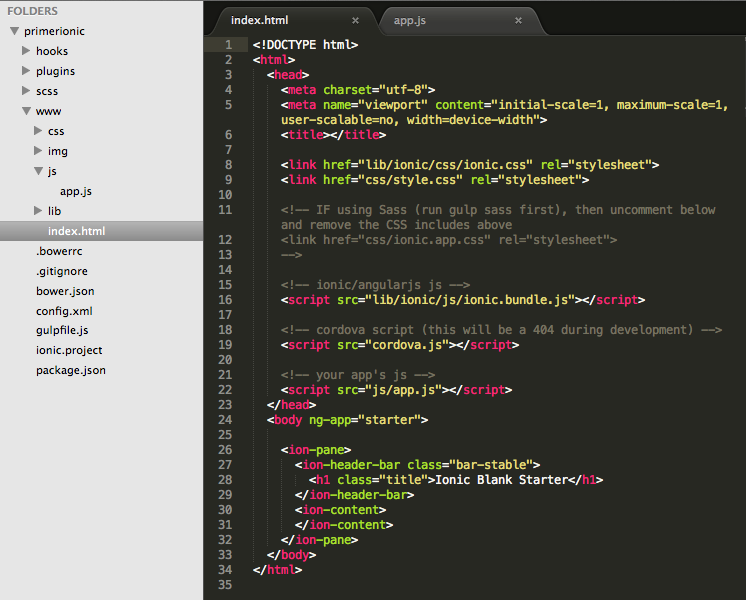 FOLDERS
primerionic
hooks
plugins
scss
www
css
img
js
app.js
lib
index.html
.bowerrc
.gitignore
bower.json
config.xml
gulpfile.js
ionic.project
package.json
index.html × app.js ×
1 <!DOCTYPE html>
2 <html>
3 <head>
4 <meta charset="utf-8">
5 <meta name="viewport" content="initial-scale=1, maximum-scale=1,
user-scalable=no, width=device-width">
6 <title></title>
7
8 <link href="lib/ionic/css/ionic.css" rel="stylesheet">
9 <link href="css/style.css" rel="stylesheet">
10
11 <!-- IF using Sass (run gulp sass first), then uncomment below
and remove the CSS includes above
12 <link href="css/ionic.app.css" rel="stylesheet">
13 -->
14
15 <!-- ionic/angularjs js -->
16 <script src="lib/ionic/js/ionic.bundle.js"></script>
17
18 <!-- cordova script (this will be a 404 during development) -->
19 <script src="cordova.js"></script>
20
21 <!-- your app's js -->
22 <script src="js/app.js"></script>
23 </head>
24 <body ng-app="starter">
25
26 <ion-pane>
27 <ion-header-bar class="bar-stable">
28 <h1 class="title">Ionic Blank Starter</h1>
29 </ion-header-bar>
30 <ion-content>
31 </ion-content>
32 </ion-pane>
33 </body>
34 </html>
35